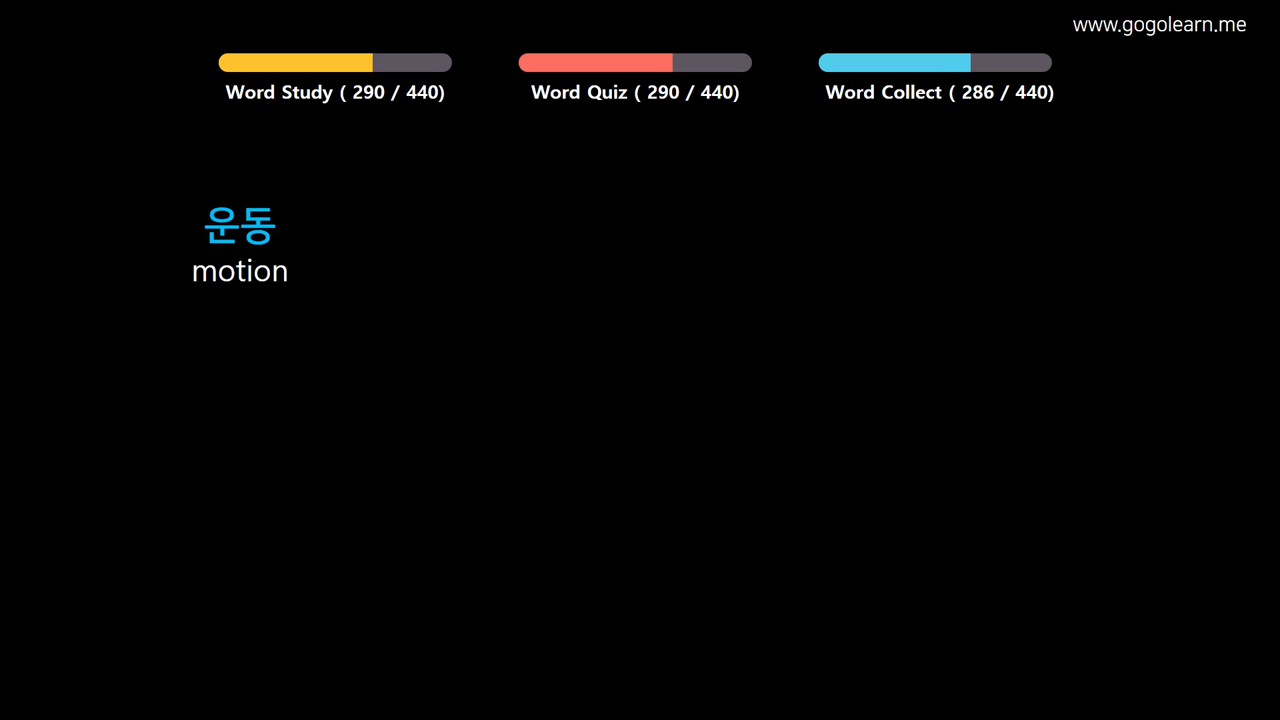 www.gogolearn.me
Word Study ( 290 / 440)
Word Quiz ( 290 / 440)
Word Collect ( 286 / 440)
운동
motion